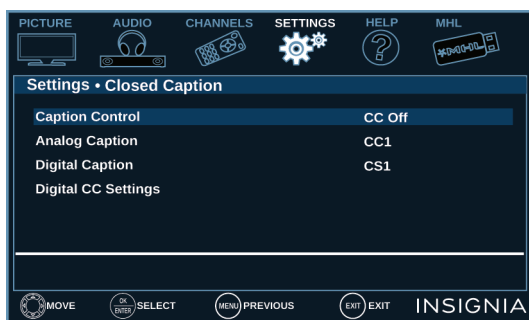 PICTURE AUDIO CHANNELS SETTINGS HELP MHL
MHL
Settings • Closed Caption
Caption Control CC Off
Analog Caption CC1
Digital Caption CS1
Digital CC Settings
MOVE OK ENTER SELECT MENU PREVIOUS EXIT EXIT INSIGNIA